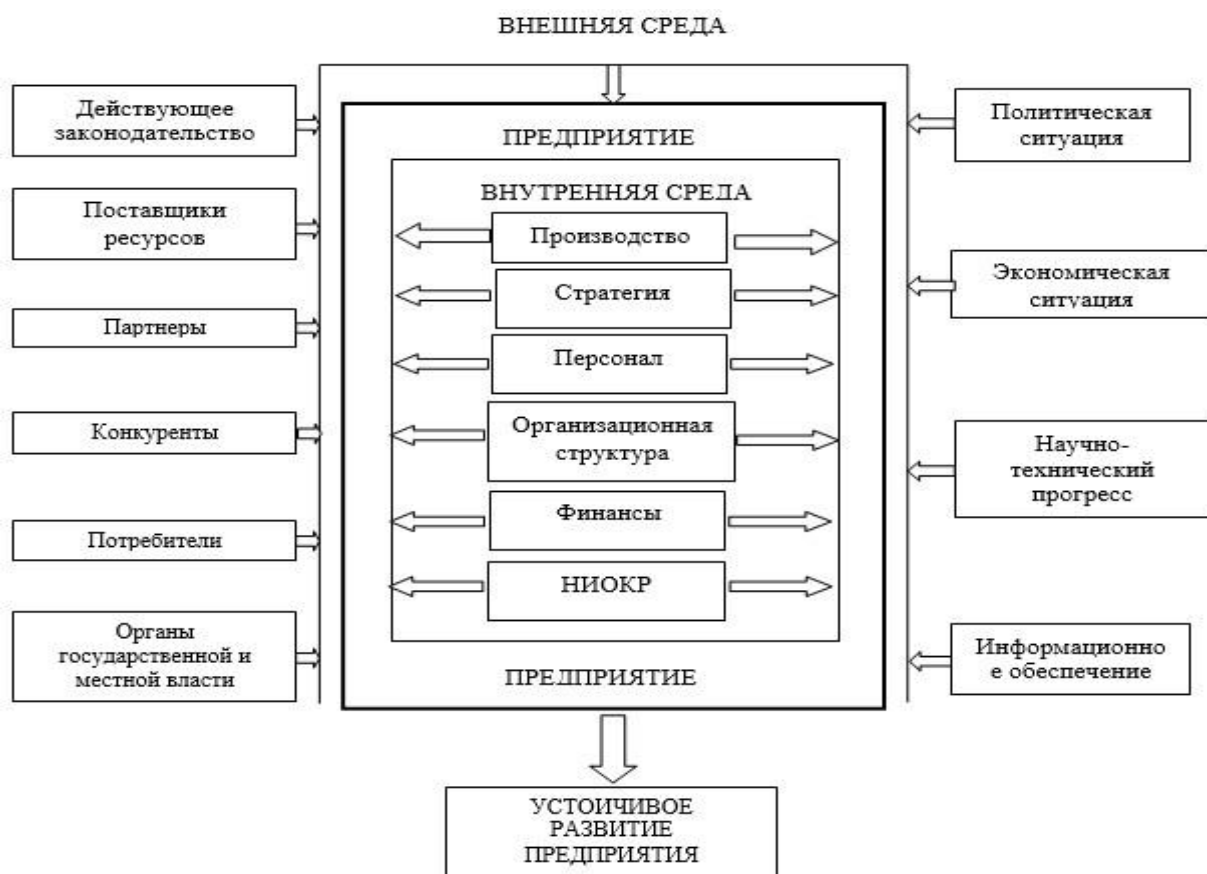 ВНЕШНЯЯ СРЕДА
Действующее
законодательство
Поставщики
ресурсов
Партнеры
Конкуренты
Потребители
Органы
государственной и
местной власти
ПРЕДПРИЯТИЕ
ВНУТРЕННЯЯ СРЕДА
Производство
Стратегия
Персонал
Организационная
структура
Финансы
НИОКР
ПРЕДПРИЯТИЕ
Политическая
ситуация
Экономическая
ситуация
Научно-
технический
прогресс
Информационно
е обеспечение
УСТОИЧИВОЕ
РАЗВИТИЕ
ПРЕДПРИЯТИЯ